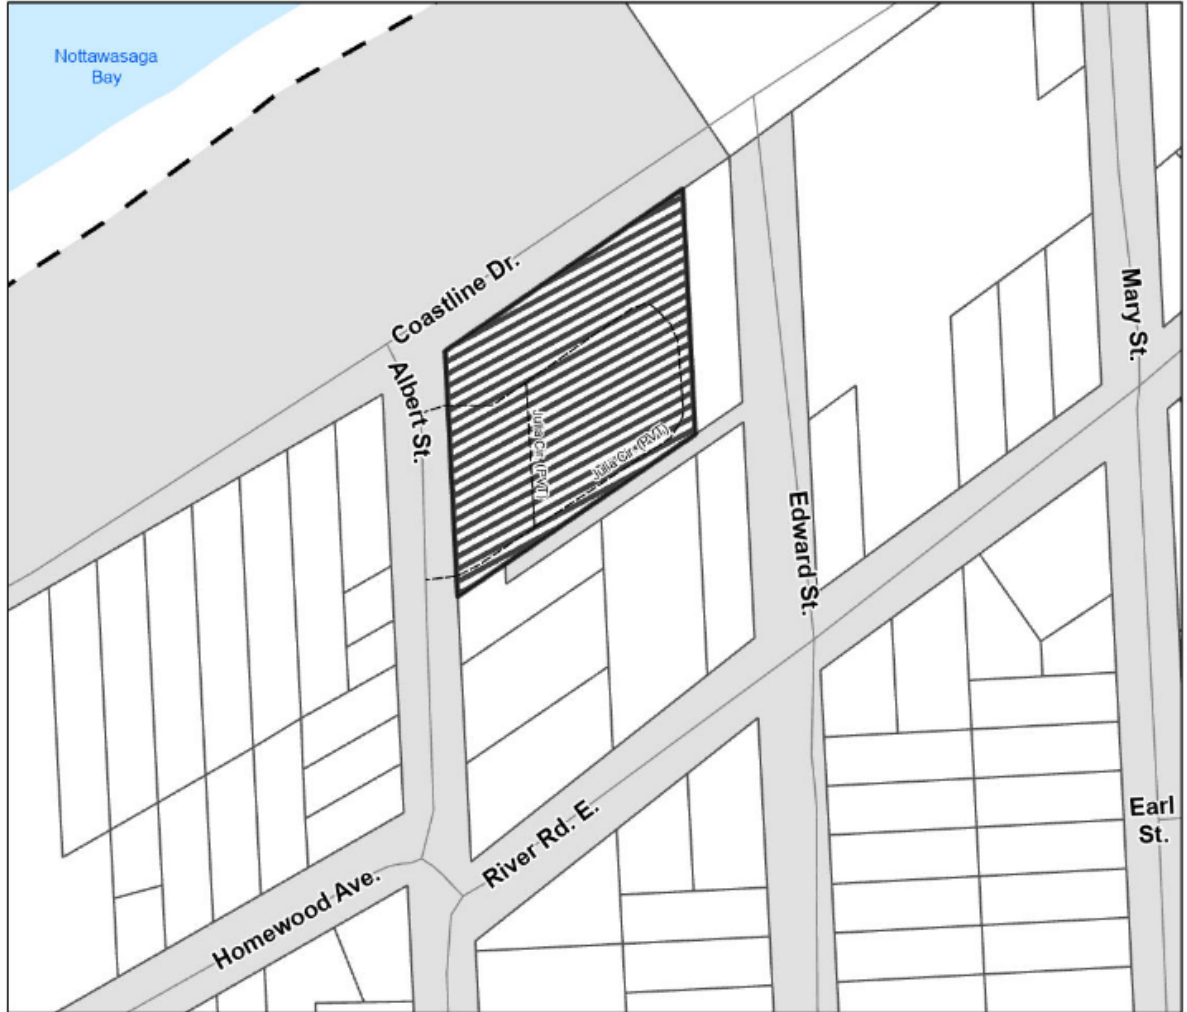 Nottawasaga
Bay
Coastline Dr.
Albert St.
Mary St.
Julia Cir. (PVT)
Julia Cir. (PVT)
Edward St.
River Rd. E.
Earl
St.
Homewood Ave.